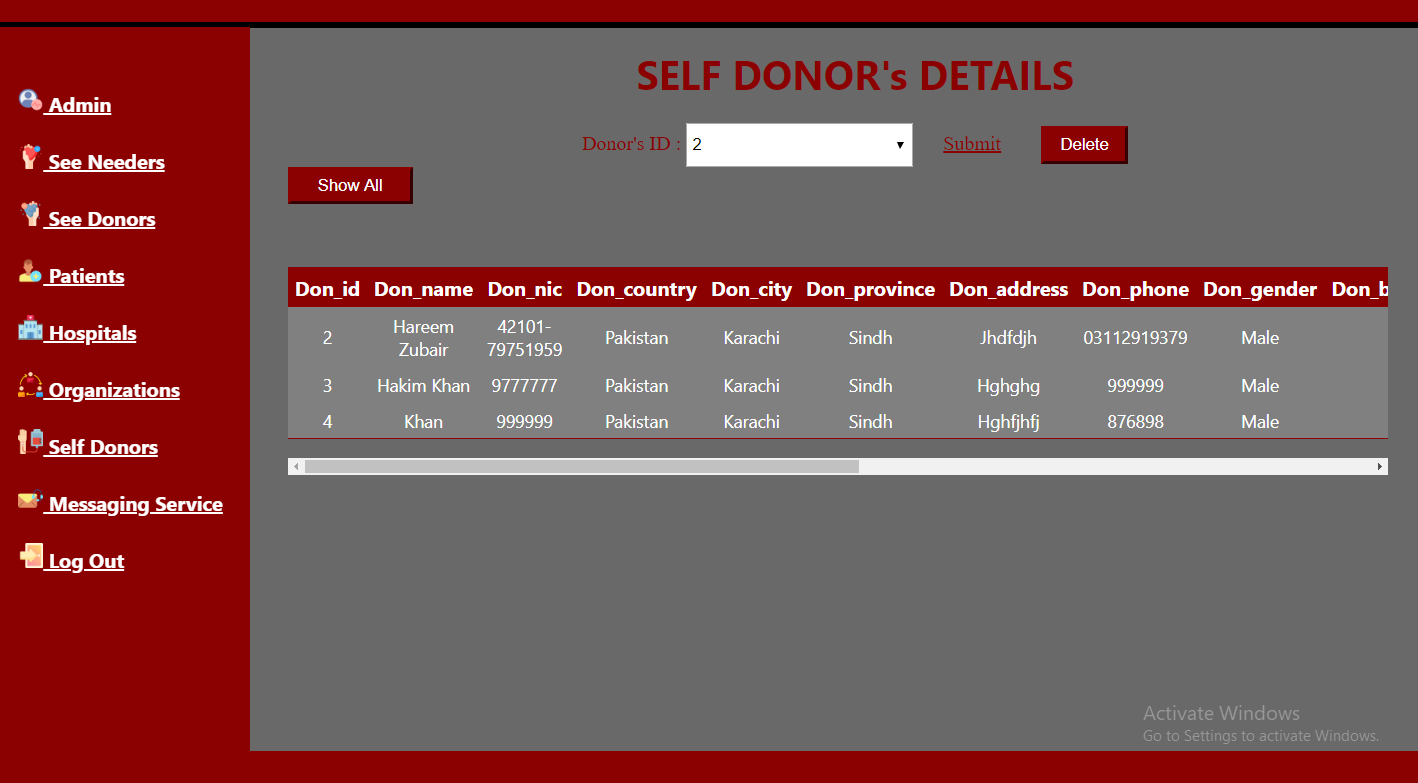 SELF DONOR's DETAILS
Admin
See Needers
See Donors
Patients
Hospitals
Organizations
Self Donors
Messaging Service
Log Out
Donor's ID : 2 Submit Delete
Show All
Don_id Don_name Don_nic Don_country Don_city Don_province Don_address Don_phone Don_gender Don_b
2 Hareem Zubair 42101-79751959 Pakistan Karachi Sindh Jhdfdjh 03112919379 Male
3 Hakim Khan 9777777 Pakistan Karachi Sindh Hghghg 999999 Male
4 Khan 999999 Pakistan Karachi Sindh Hghfjhfj 876898 Male
Activate Windows
Go to Settings to activate Windows.